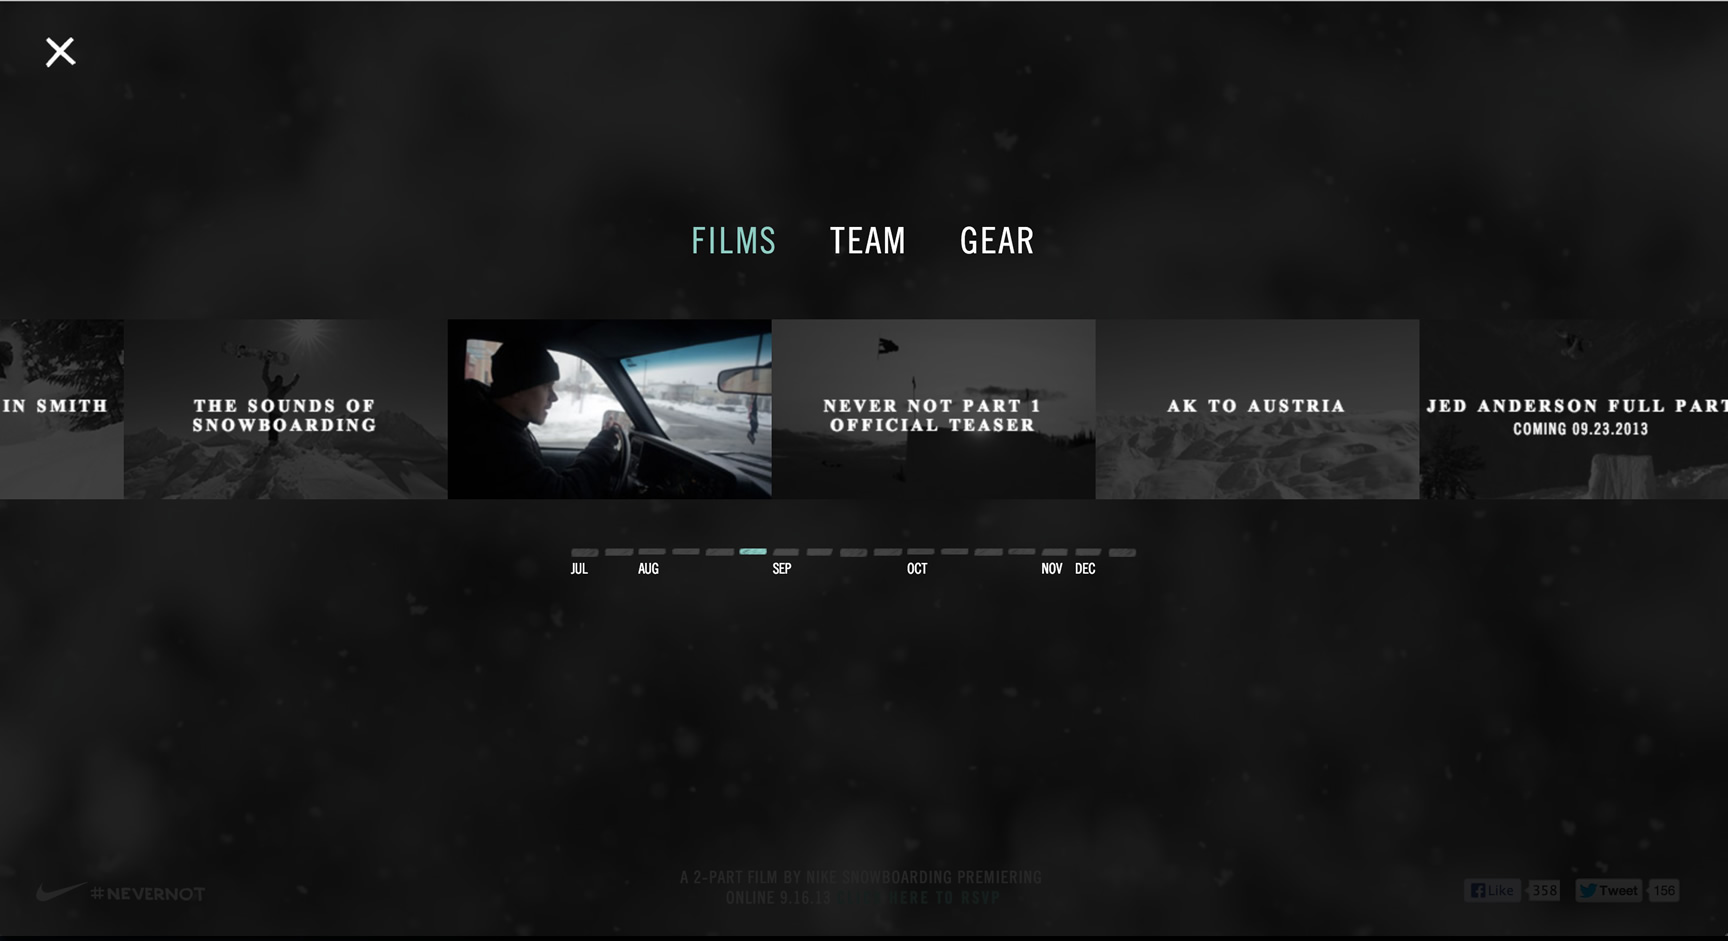 FILMS TEAM GEAR
IN SMITH
THE SOUNDS OF
SNOWBOARDING
NEVER NOT PART 1
OFFICIAL TEASER
AK TO AUSTRIA
JED ANDERSON FULL PART
COMING 09.23.2013
JUL AUG SEP OCT NOV DEC
#NEVERNOT
A 2-PART FILM BY NIKE SNOWBOARDING PREMIERING
ONLINE 9.16.13 HERE TO RSVP
Like 358 Tweet 156